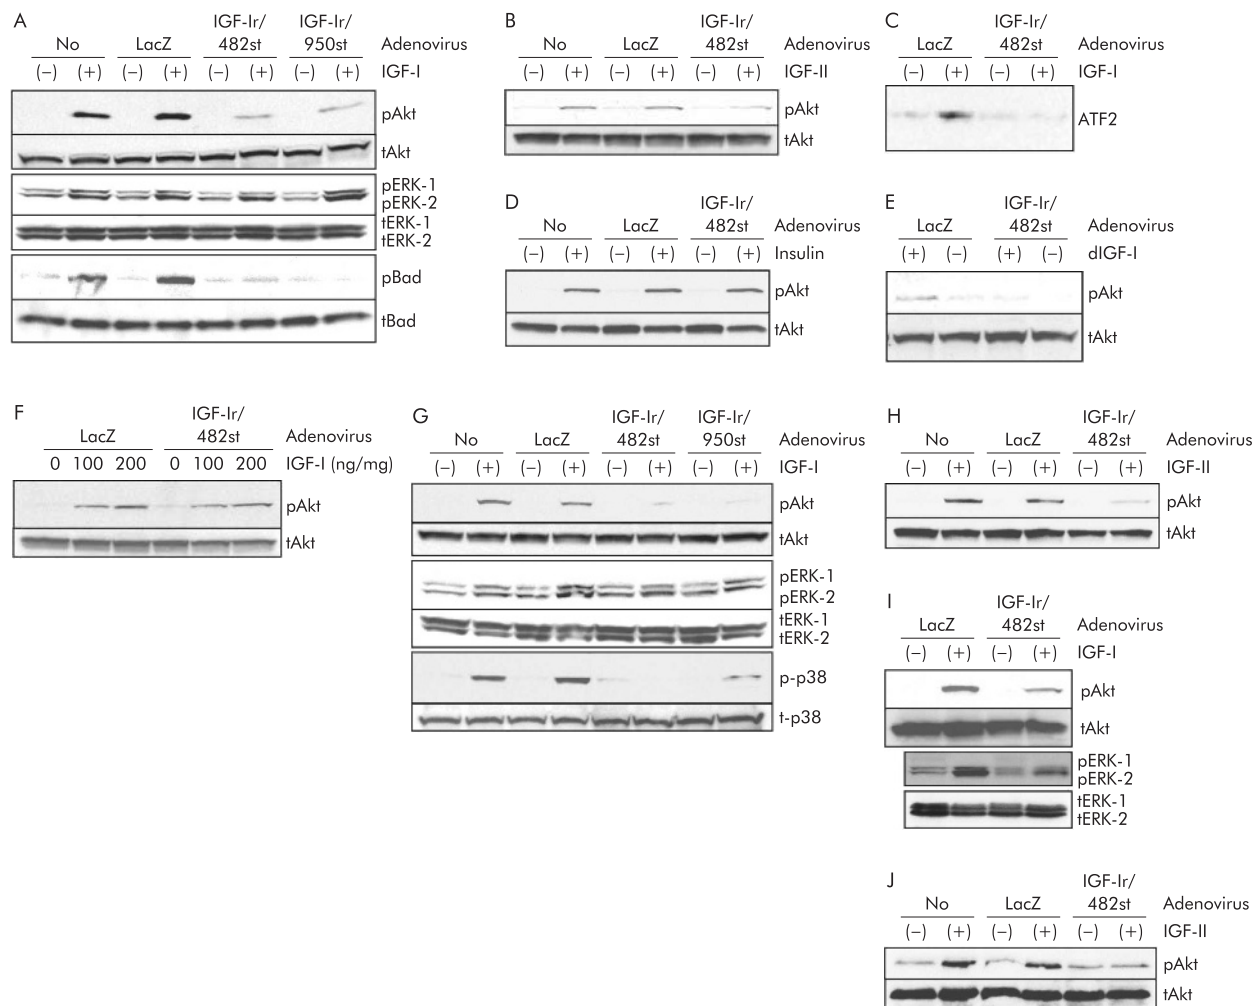 A
IGF-Ir/ IGF-Ir/
No LacZ 482st 950st Adenovirus
(–) (+) (–) (+) (–) (+) (–) (+) IGF-I
pAkt
tAkt
pERK-1
pERK-2
tERK-1
tERK-2
pBad
tBad
B
IGF-Ir/
No LacZ 482st Adenovirus
(–) (+) (–) (+) (–) (+) IGF-II
pAkt
tAkt
C
IGF-Ir/
LacZ 482st Adenovirus
(–) (+) (–) (+) IGF-I
ATF2
D
IGF-Ir/
No LacZ 482st Adenovirus
(–) (+) (–) (+) (–) (+) Insulin
pAkt
tAkt
E
IGF-Ir/
LacZ 482st Adenovirus
(+) (–) (+) (–) dIGF-I
pAkt
tAkt
F
IGF-Ir/
LacZ 482st Adenovirus
0 100 200 0 100 200 IGF-I (ng/mg)
pAkt
tAkt
G
IGF-Ir/ IGF-Ir/
No LacZ 482st 950st Adenovirus
(–) (+) (–) (+) (–) (+) (–) (+) IGF-I
pAkt
tAkt
pERK-1
pERK-2
tERK-1
tERK-2
p-p38
t-p38
H
IGF-Ir/
No LacZ 482st Adenovirus
(–) (+) (–) (+) (–) (+) IGF-II
pAkt
tAkt
I
IGF-Ir/
LacZ 482st Adenovirus
(–) (+) (–) (+) IGF-I
pAkt
tAkt
pERK-1
pERK-2
tERK-1
tERK-2
J
IGF-Ir/
No LacZ 482st Adenovirus
(–) (+) (–) (+) (–) (+) IGF-II
pAkt
tAkt